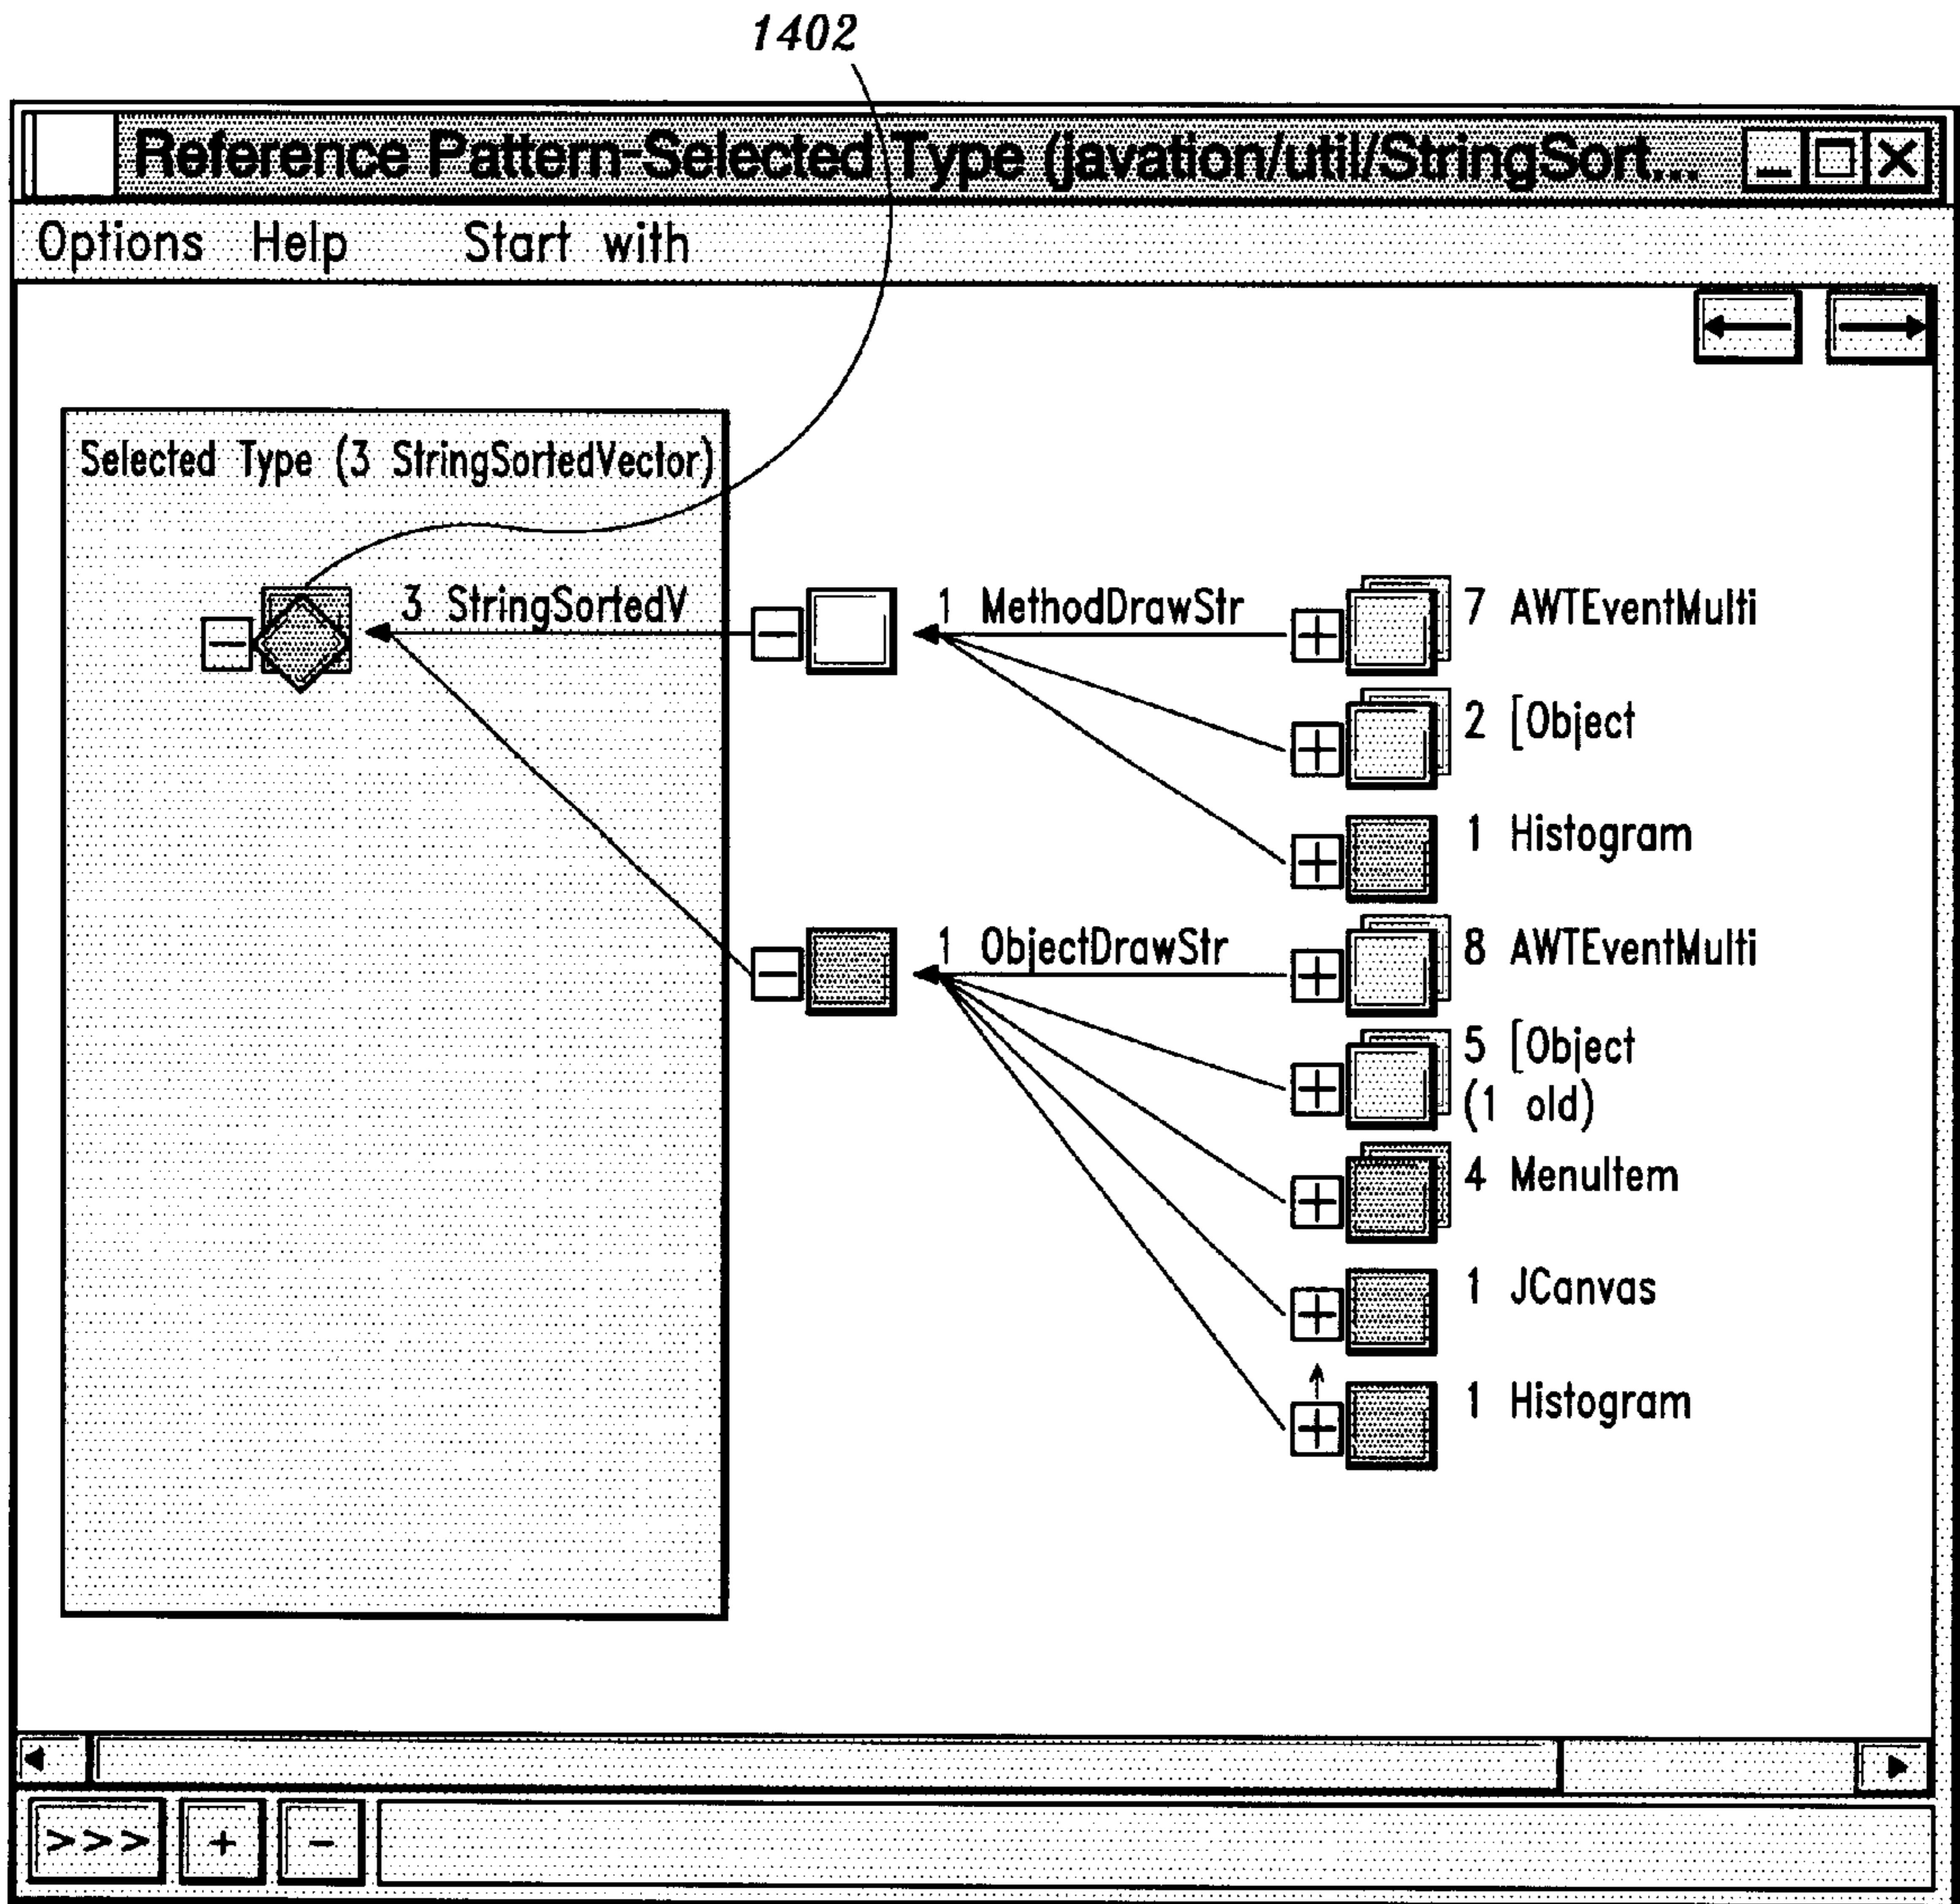 1402
Reference Pattern-Selected Type (javation/util/StringSort...
Options Help Start with
Selected Type (3 StringSortedVector)
3 StringSortedV
1 MethodDrawStr
7 AWTEventMulti
2 [Object
1 Histogram
1 ObjectDrawStr
8 AWTEventMulti
5 [Object
(1 old)
4 MenuItem
1 JCanvas
1 Histogram
>>> + -